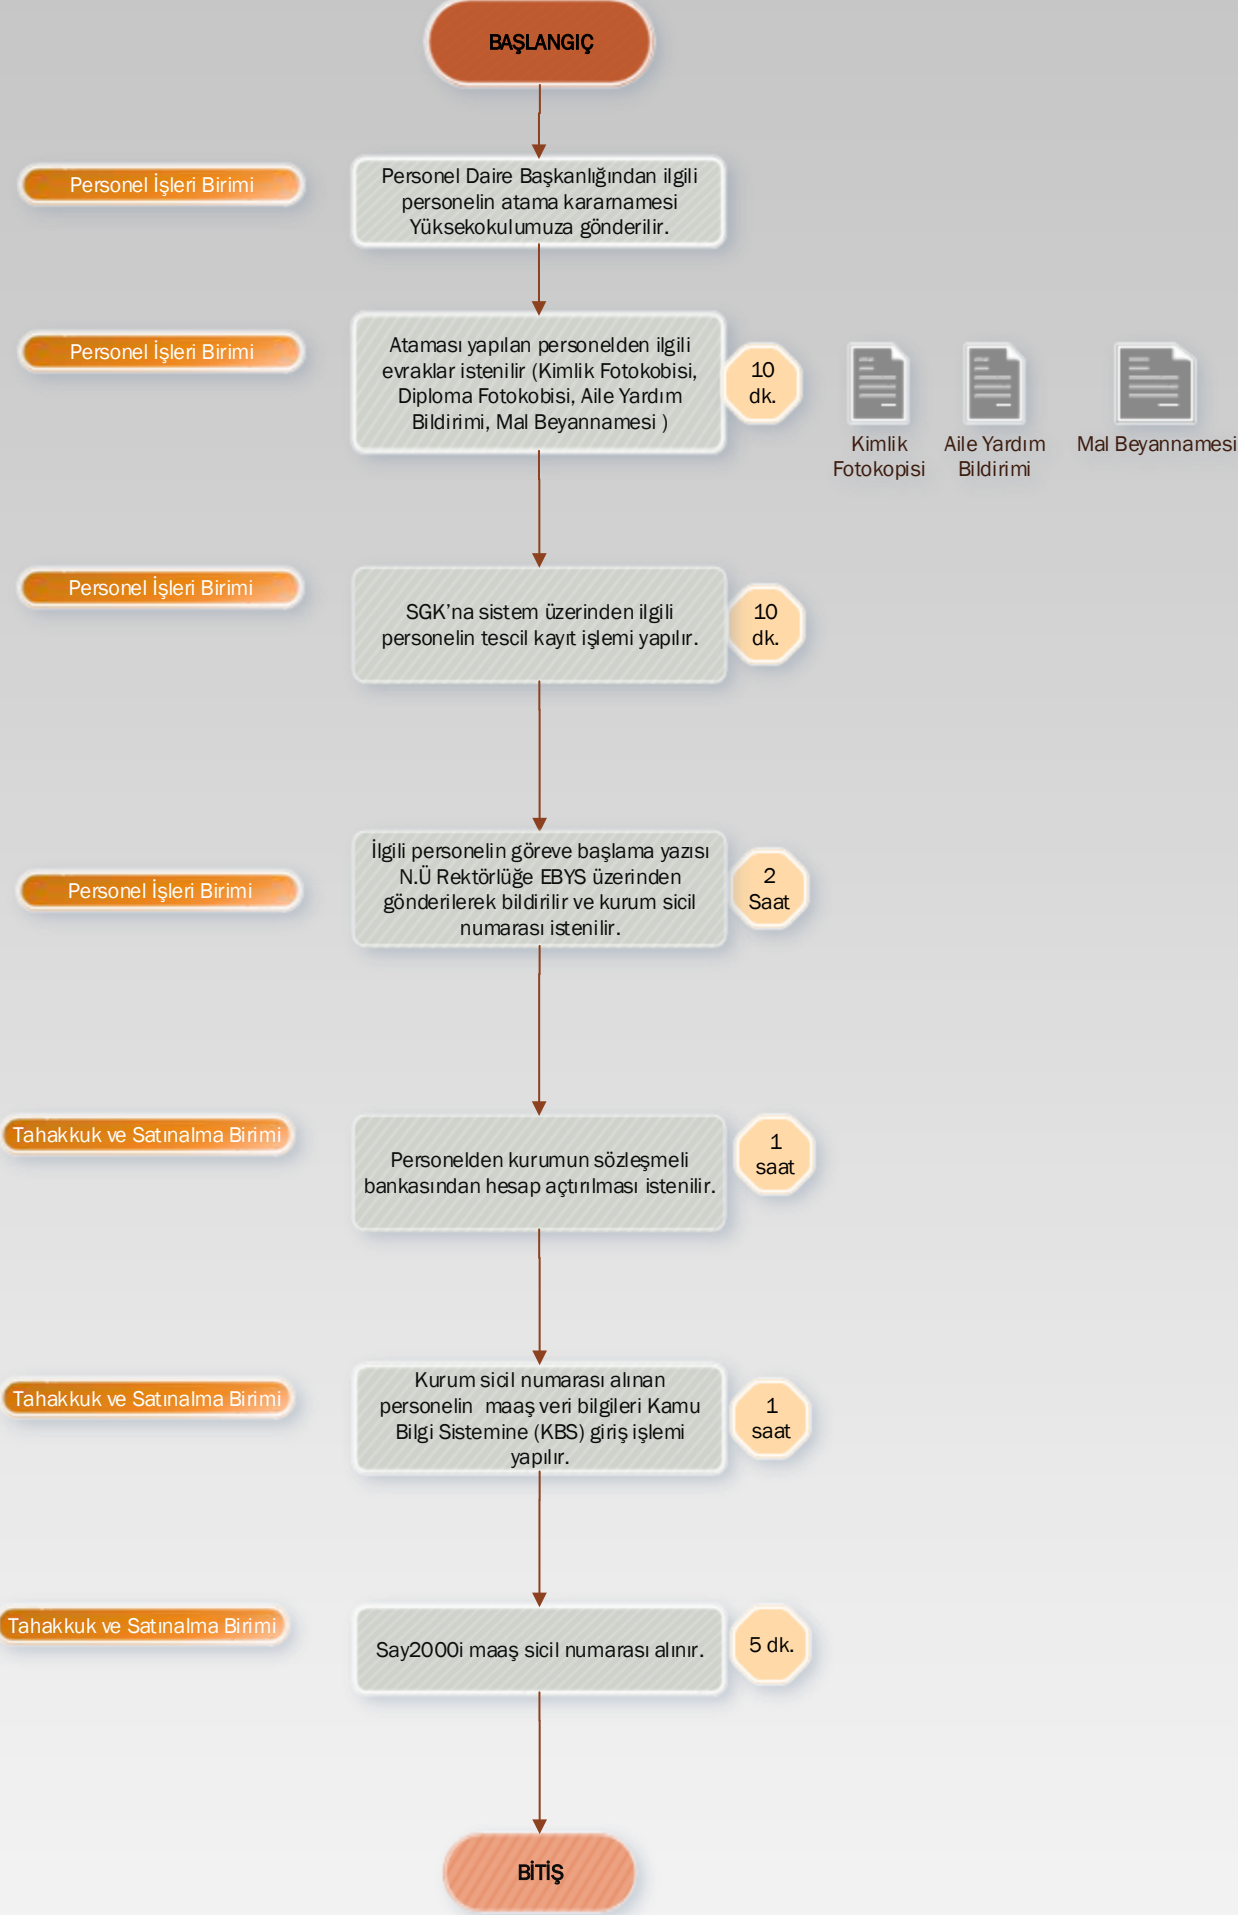 BAŞLANGIÇ
Personel İşleri Birimi
Personel Daire Başkanlığından ilgili
personelin atama kararnamesi
Yüksekokulumuza gönderilir.
Personel İşleri Birimi
Ataması yapılan personelden ilgili
evraklar istenilir (Kimlik Fotokobisi,
Diploma Fotokobisi, Aile Yardım
Bildirimi, Mal Beyannamesi )
10
dk.
Kimlik
Fotokopisi
Aile Yardım
Bildirimi
Mal Beyannamesi
Personel İşleri Birimi
SGK'na sistem üzerinden ilgili
personelin tescil kayıt işlemi yapılır.
10
dk.
Personel İşleri Birimi
İlgili personelin göreve başlama yazısı
N.Ü Rektörlüğe EBYS üzerinden
gönderilerek bildirilir ve kurum sicil
numarası istenilir.
2
Saat
Tahakkuk ve Satınalma Birimi
Personelden kurumun sözleşmeli
bankasından hesap açtırılması istenilir.
1
saat
Tahakkuk ve Satınalma Birimi
Kurum sicil numarası alınan
personelin  maaş veri bilgileri Kamu
Bilgi Sistemine (KBS) giriş işlemi
yapılır.
1
saat
Tahakkuk ve Satınalma Birimi
Say2000i maaş sicil numarası alınır.
5 dk.
BİTİŞ